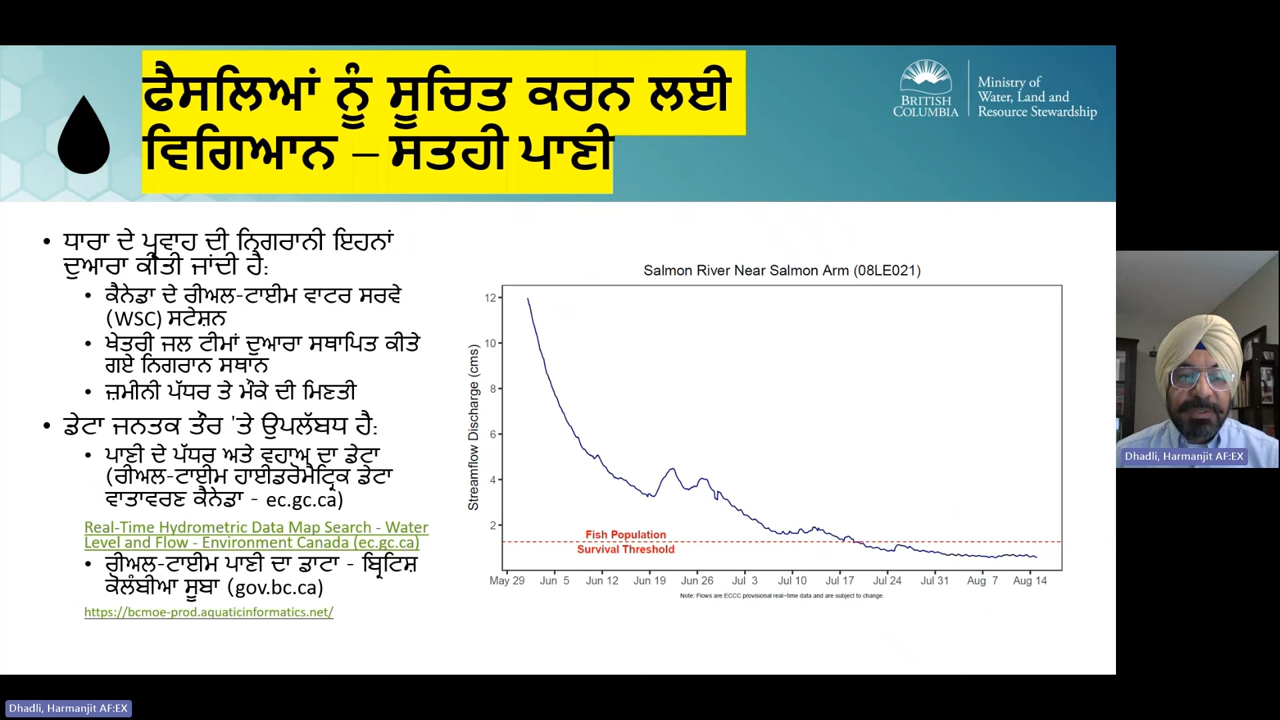 ਫੈਸਲਿਆਂ ਨੂੰ ਸੂਚਿਤ ਕਰਨ ਲਈ
ਵਿਗਿਆਨ – ਸਤਹੀ ਪਾਣੀ
BRITISH
COLUMBIA
Ministry of
Water, Land and
Resource Stewardship
• ਧਾਰਾ ਦੇ ਪ੍ਰਵਾਹ ਦੀ ਨਿਗਰਾਨੀ ਇਹਨਾਂ
ਦੁਆਰਾ ਕੀਤੀ ਜਾਂਦੀ ਹੈ:
• ਕੈਨੇਡਾ ਦੇ ਰੀਅਲ-ਟਾਈਮ ਵਾਟਰ ਸਰਵੇ
(WSC) ਸਟੇਸ਼ਨ
• ਖੇਤਰੀ ਜਲ ਟੀਮਾਂ ਦੁਆਰਾ ਸਥਾਪਿਤ ਕੀਤੇ
ਗਏ ਨਿਗਰਾਨ ਸਥਾਨ
• ਜ਼ਮੀਨੀ ਪੱਧਰ ਤੇ ਮੌਕੇ ਦੀ ਮਿਣਤੀ
• ਡੇਟਾ ਜਨਤਕ ਤੌਰ 'ਤੇ ਉਪਲੱਬਧ ਹੈ:
• ਪਾਣੀ ਦੇ ਪੱਧਰ ਅਤੇ ਵਹਾਅ ਦਾ ਡੇਟਾ
(ਰੀਅਲ-ਟਾਈਮ ਹਾਈਡਰੋਮੈਟ੍ਰਿਕ ਡੇਟਾ
ਵਾਤਾਵਰਣ ਕੈਨੇਡਾ - ec.gc.ca)
Real-Time Hydrometric Data Map Search - Water
Level and Flow - Environment Canada (ec.gc.ca)
• ਰੀਅਲ-ਟਾਈਮ ਪਾਣੀ ਦਾ ਡਾਟਾ - ਬ੍ਰਿਟਿਸ਼
ਕੋਲੰਬੀਆ ਸੂਬਾ (gov.bc.ca)
https://bcmoe-prod.aquaticinformatics.net/
Salmon River Near Salmon Arm (08LE021)
Streamflow Discharge (cms)
12
10
8
6
4
2
Fish Population
Survival Threshold
May 29 Jun 5 Jun 12 Jun 19 Jun 26 Jul 3 Jul 10 Jul 17 Jul 24 Jul 31 Aug 7 Aug 14
Note: Flows are ECCC provisional real-time data and are subject to change.
Dhadli, Harmanjit AF:EX
Dhadli, Harmanjit AF:EX